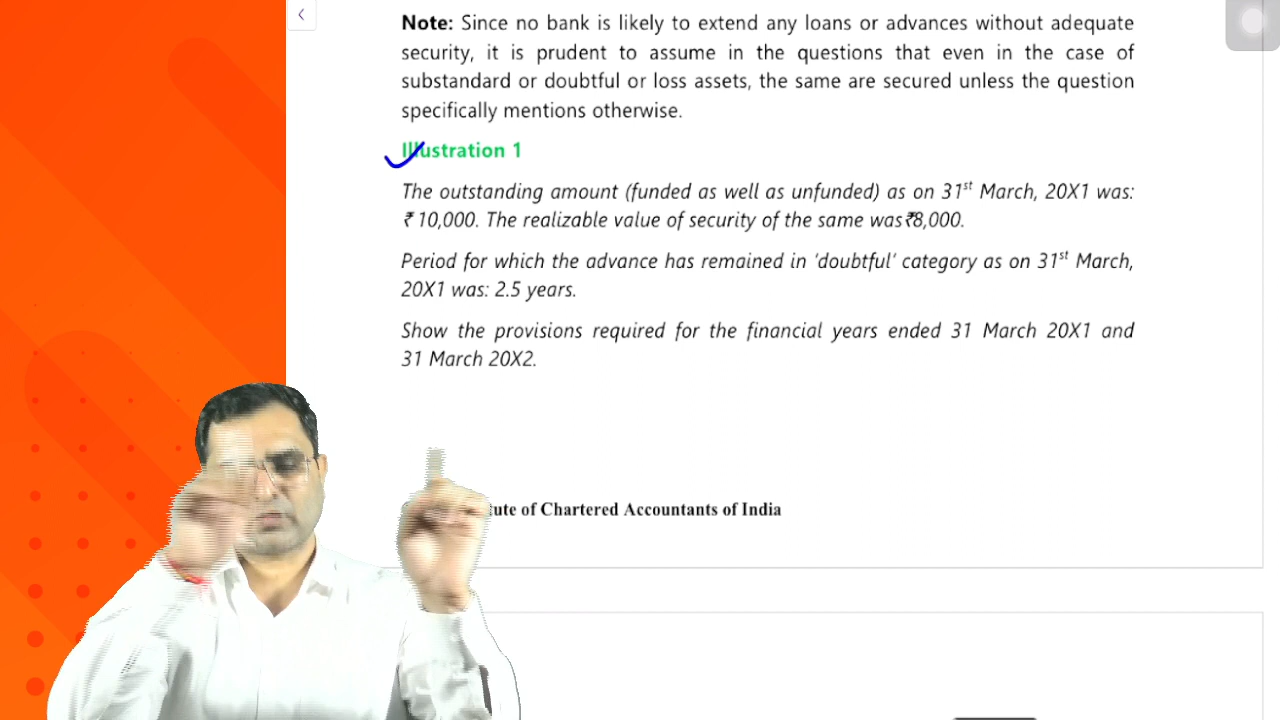 Note: Since no bank is likely to extend any loans or advances without adequate
security, it is prudent to assume in the questions that even in the case of
substandard or doubtful or loss assets, the same are secured unless the question
specifically mentions otherwise.
Illustration 1
The outstanding amount (funded as well as unfunded) as on 31st March, 20X1 was:
₹ 10,000. The realizable value of security of the same was ₹8,000.
Period for which the advance has remained in ‘doubtful’ category as on 31st March,
20X1 was: 2.5 years.
Show the provisions required for the financial years ended 31 March 20X1 and
31 March 20X2.
of Chartered Accountants of India